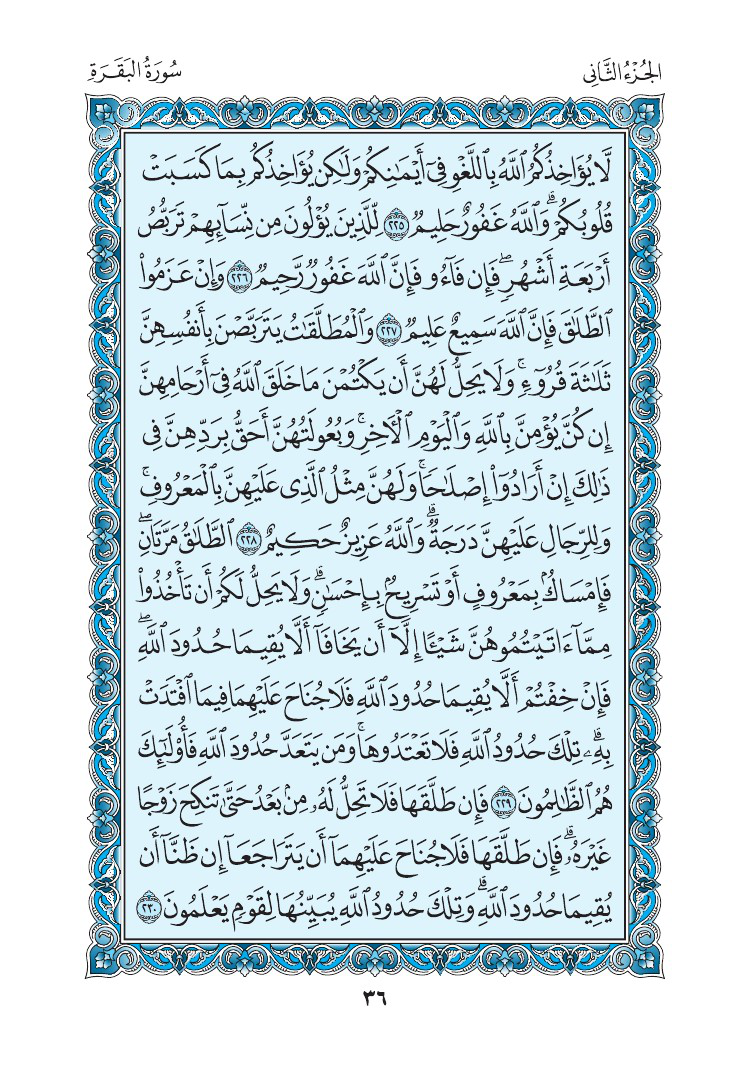 الجُزْءُ الثَّانِي
سُورَةُ البَقَرَةِ
لَّا يُؤَاخِذُكُمُ ٱللَّهُ بِٱللَّغْوِ فِىٓ أَيْمَٰنِكُمْ وَلَٰكِن يُؤَاخِذُكُم بِمَا كَسَبَتْ
قُلُوبُكُمْ ۗ وَٱللَّهُ غَفُورٌ حَلِيمٌ ٢٢٥ لِّلَّذِينَ يُؤْلُونَ مِن نِّسَآئِهِمْ تَرَبُّصُ
أَرْبَعَةِ أَشْهُرٍ ۖ فَإِن فَآءُو فَإِنَّ ٱللَّهَ غَفُورٌ رَّحِيمٌ ٢٢٦ وَإِنْ عَزَمُوا۟
ٱلطَّلَٰقَ فَإِنَّ ٱللَّهَ سَمِيعٌ عَلِيمٌ ٢٢٧ وَٱلْمُطَلَّقَٰتُ يَتَرَبَّصْنَ بِأَنفُسِهِنَّ
ثَلَٰثَةَ قُرُوٓءٍ ۚ وَلَا يَحِلُّ لَهُنَّ أَن يَكْتُمْنَ مَا خَلَقَ ٱللَّهُ فِىٓ أَرْحَامِهِنَّ
إِن كُنَّ يُؤْمِنَّ بِٱللَّهِ وَٱلْيَوْمِ ٱلْءَاخِرِ ۚ وَبُعُولَتُهُنَّ أَحَقُّ بِرَدِّهِنَّ فِى
ذَٰلِكَ إِنْ أَرَادُوٓا۟ إِصْلَٰحًا ۚ وَلَهُنَّ مِثْلُ ٱلَّذِى عَلَيْهِنَّ بِٱلْمَعْرُوفِ ۚ
وَلِلرِّجَالِ عَلَيْهِنَّ دَرَجَةٌ ۗ وَٱللَّهُ عَزِيزٌ حَكِيمٌ ٢٢٨ ٱلطَّلَٰقُ مَرَّتَانِ ۖ
فَإِمْسَاكٌۢ بِمَعْرُوفٍ أَوْ تَسْرِيحٌۢ بِإِحْسَٰنٍ ۗ وَلَا يَحِلُّ لَكُمْ أَن تَأْخُذُوا۟
مِمَّآ ءَاتَيْتُمُوهُنَّ شَيْـًٔا إِلَّآ أَن يَخَافَآ أَلَّا يُقِيمَا حُدُودَ ٱللَّهِ ۖ
فَإِنْ خِفْتُمْ أَلَّا يُقِيمَا حُدُودَ ٱللَّهِ فَلَا جُنَاحَ عَلَيْهِمَا فِيمَا ٱفْتَدَتْ
بِهِۦ ۗ تِلْكَ حُدُودُ ٱللَّهِ فَلَا تَعْتَدُوهَا ۚ وَمَن يَتَعَدَّ حُدُودَ ٱللَّهِ فَأُو۟لَٰٓئِكَ
هُمُ ٱلظَّٰلِمُونَ ٢٢٩ فَإِن طَلَّقَهَا فَلَا تَحِلُّ لَهُۥ مِنۢ بَعْدُ حَتَّىٰ تَنكِحَ زَوْجًا
غَيْرَهُۥ ۗ فَإِن طَلَّقَهَا فَلَا جُنَاحَ عَلَيْهِمَآ أَن يَتَرَاجَعَآ إِن ظَنَّآ أَن
يُقِيمَا حُدُودَ ٱللَّهِ ۗ وَتِلْكَ حُدُودُ ٱللَّهِ يُبَيِّنُهَا لِقَوْمٍ يَعْلَمُونَ ٢٣٠
٣٦